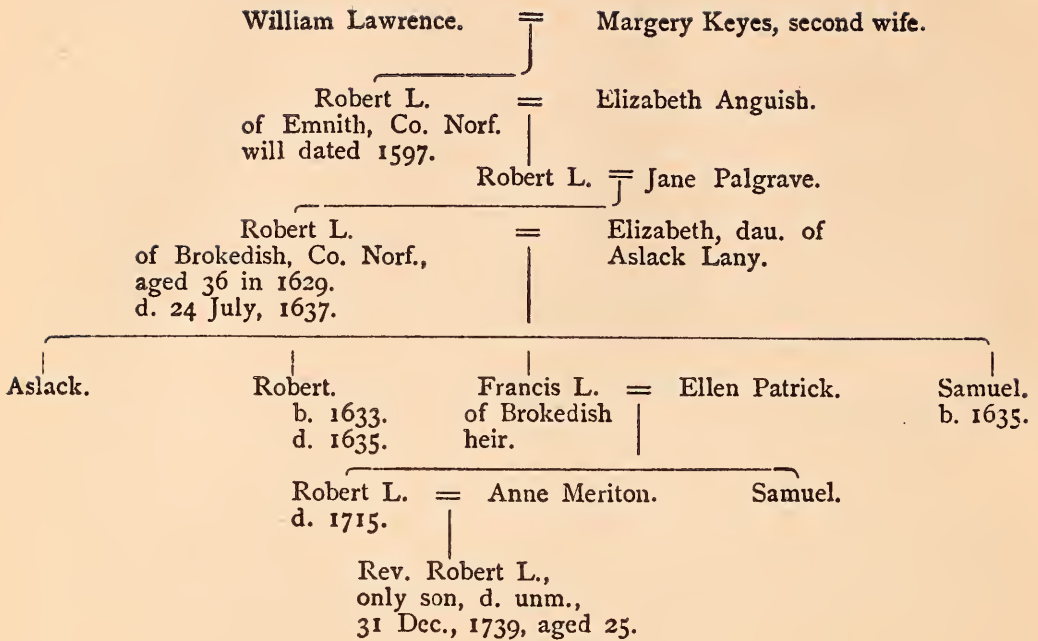 William Lawrence. = Margery Keyes, second wife.
Robert L. = Elizabeth Anguish.
of Emnith, Co. Norf.
will dated 1597.
Robert L. = Jane Palgrave.
Robert L. = Elizabeth, dau. of
of Brokedish, Co. Norf., Aslack Lany.
aged 36 in 1629.
d. 24 July, 1637.
Aslack. Robert. Francis L. = Ellen Patrick. Samuel.
b. 1633. of Brokedish b. 1635.
d. 1635. heir.
Robert L. = Anne Meriton. Samuel.
d. 1715.
Rev. Robert L.,
only son, d. unm.,
31 Dec., 1739, aged 25.